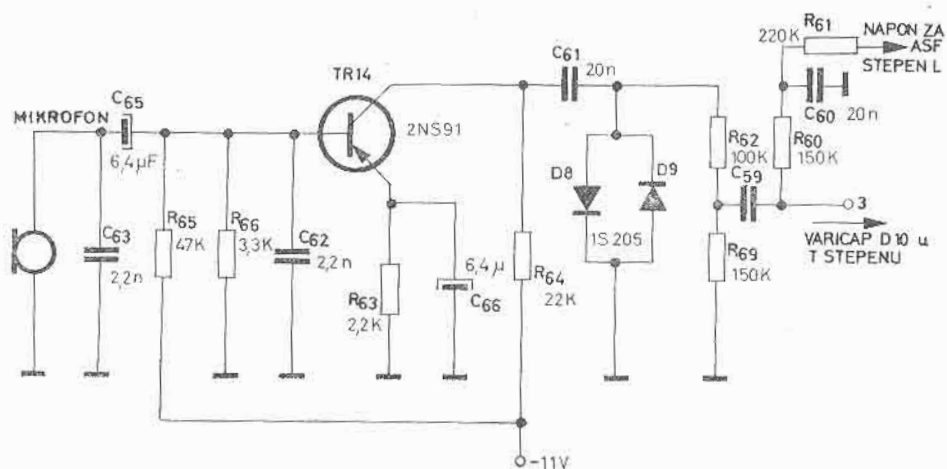 MIKROFON
C65
6,4µF
C63
2,2n
R65
47K
R66
3,3K
C62
2,2n
TR14
2NS91
R63
2,2K
6,4µ
C66
R64
22K
C61
20n
D8
D9
1S 205
R62
100K
C59
R69
150K
220K
R61
NAPON ZA
ASF
STEPEN L
C60
20n
R60
150K
3
VARICAP D10 u
T STEPENU
-11V